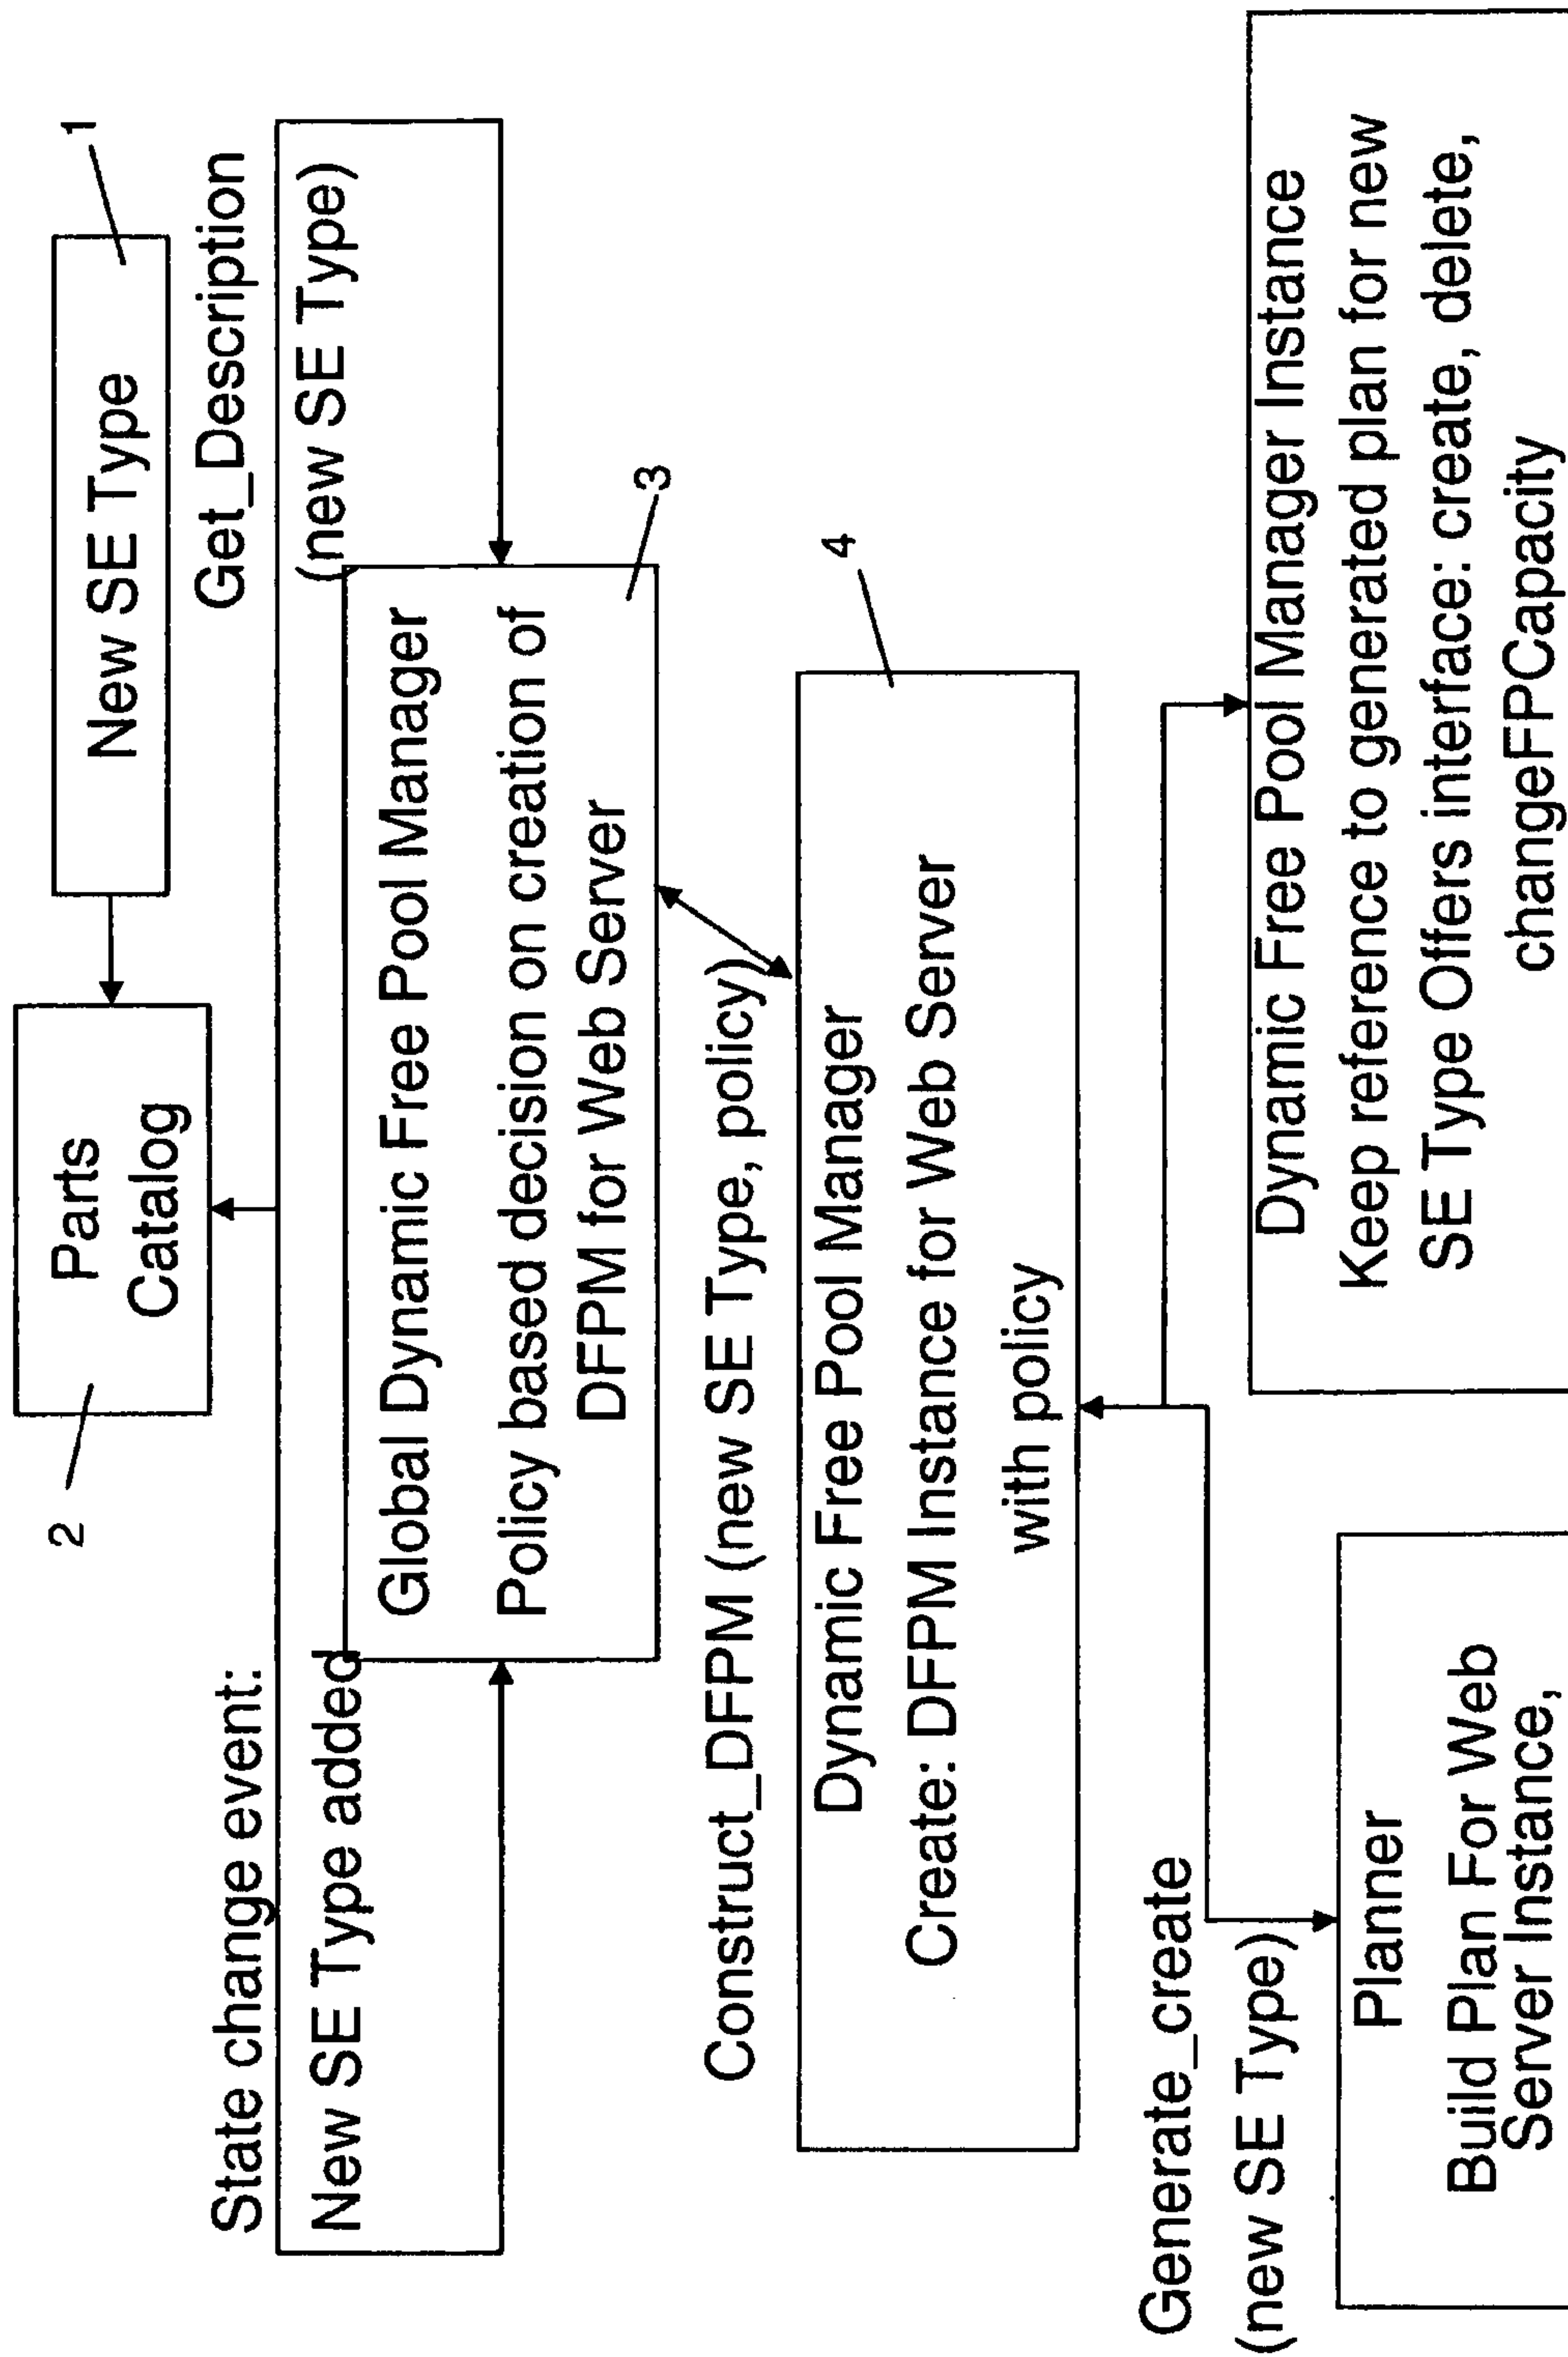 New SE Type
1
Parts
Catalog
2
State change event:
New SE Type added
Get_Description
(new SE Type)
Global Dynamic Free Pool Manager
Policy based decision on creation of
DFPM for Web Server
3
Construct_DFPM (new SE Type, policy)
Dynamic Free Pool Manager
Create: DFPM Instance for Web Server
with policy
4
Generate_create
(new SE Type)
Planner
Build Plan For Web
Server Instance,
Dynamic Free Pool Manager Instance
Keep reference to generated plan for new
SE Type Offers interface: create, delete,
changeFPCapacity